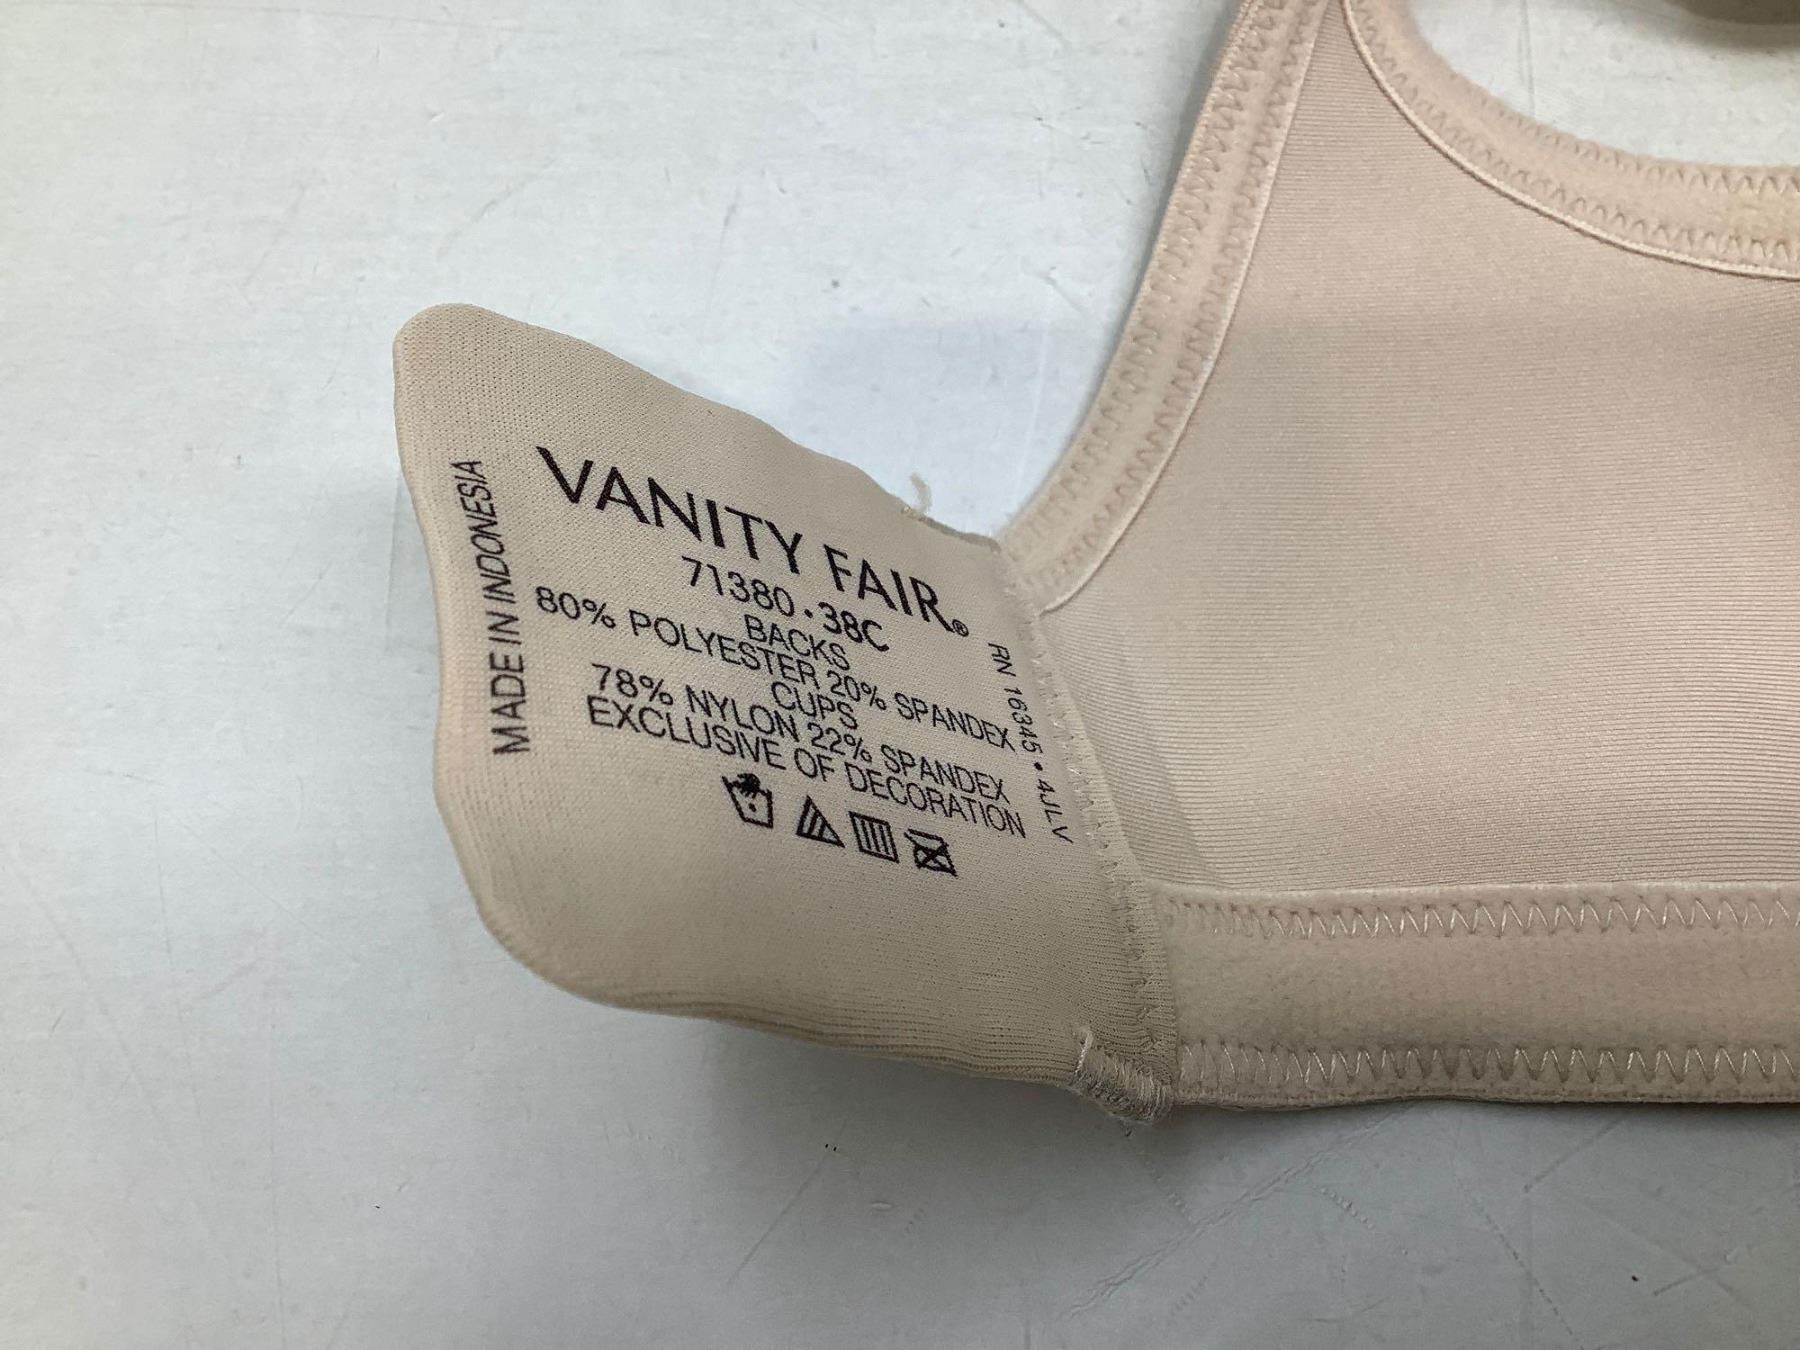 VANITY FAIR®
71380 • 38C
BACKS
80% POLYESTER 20% SPANDEX
CUPS
78% NYLON 22% SPANDEX
EXCLUSIVE OF DECORATION
MADE IN INDONESIA
RN 16345 • 4JLV